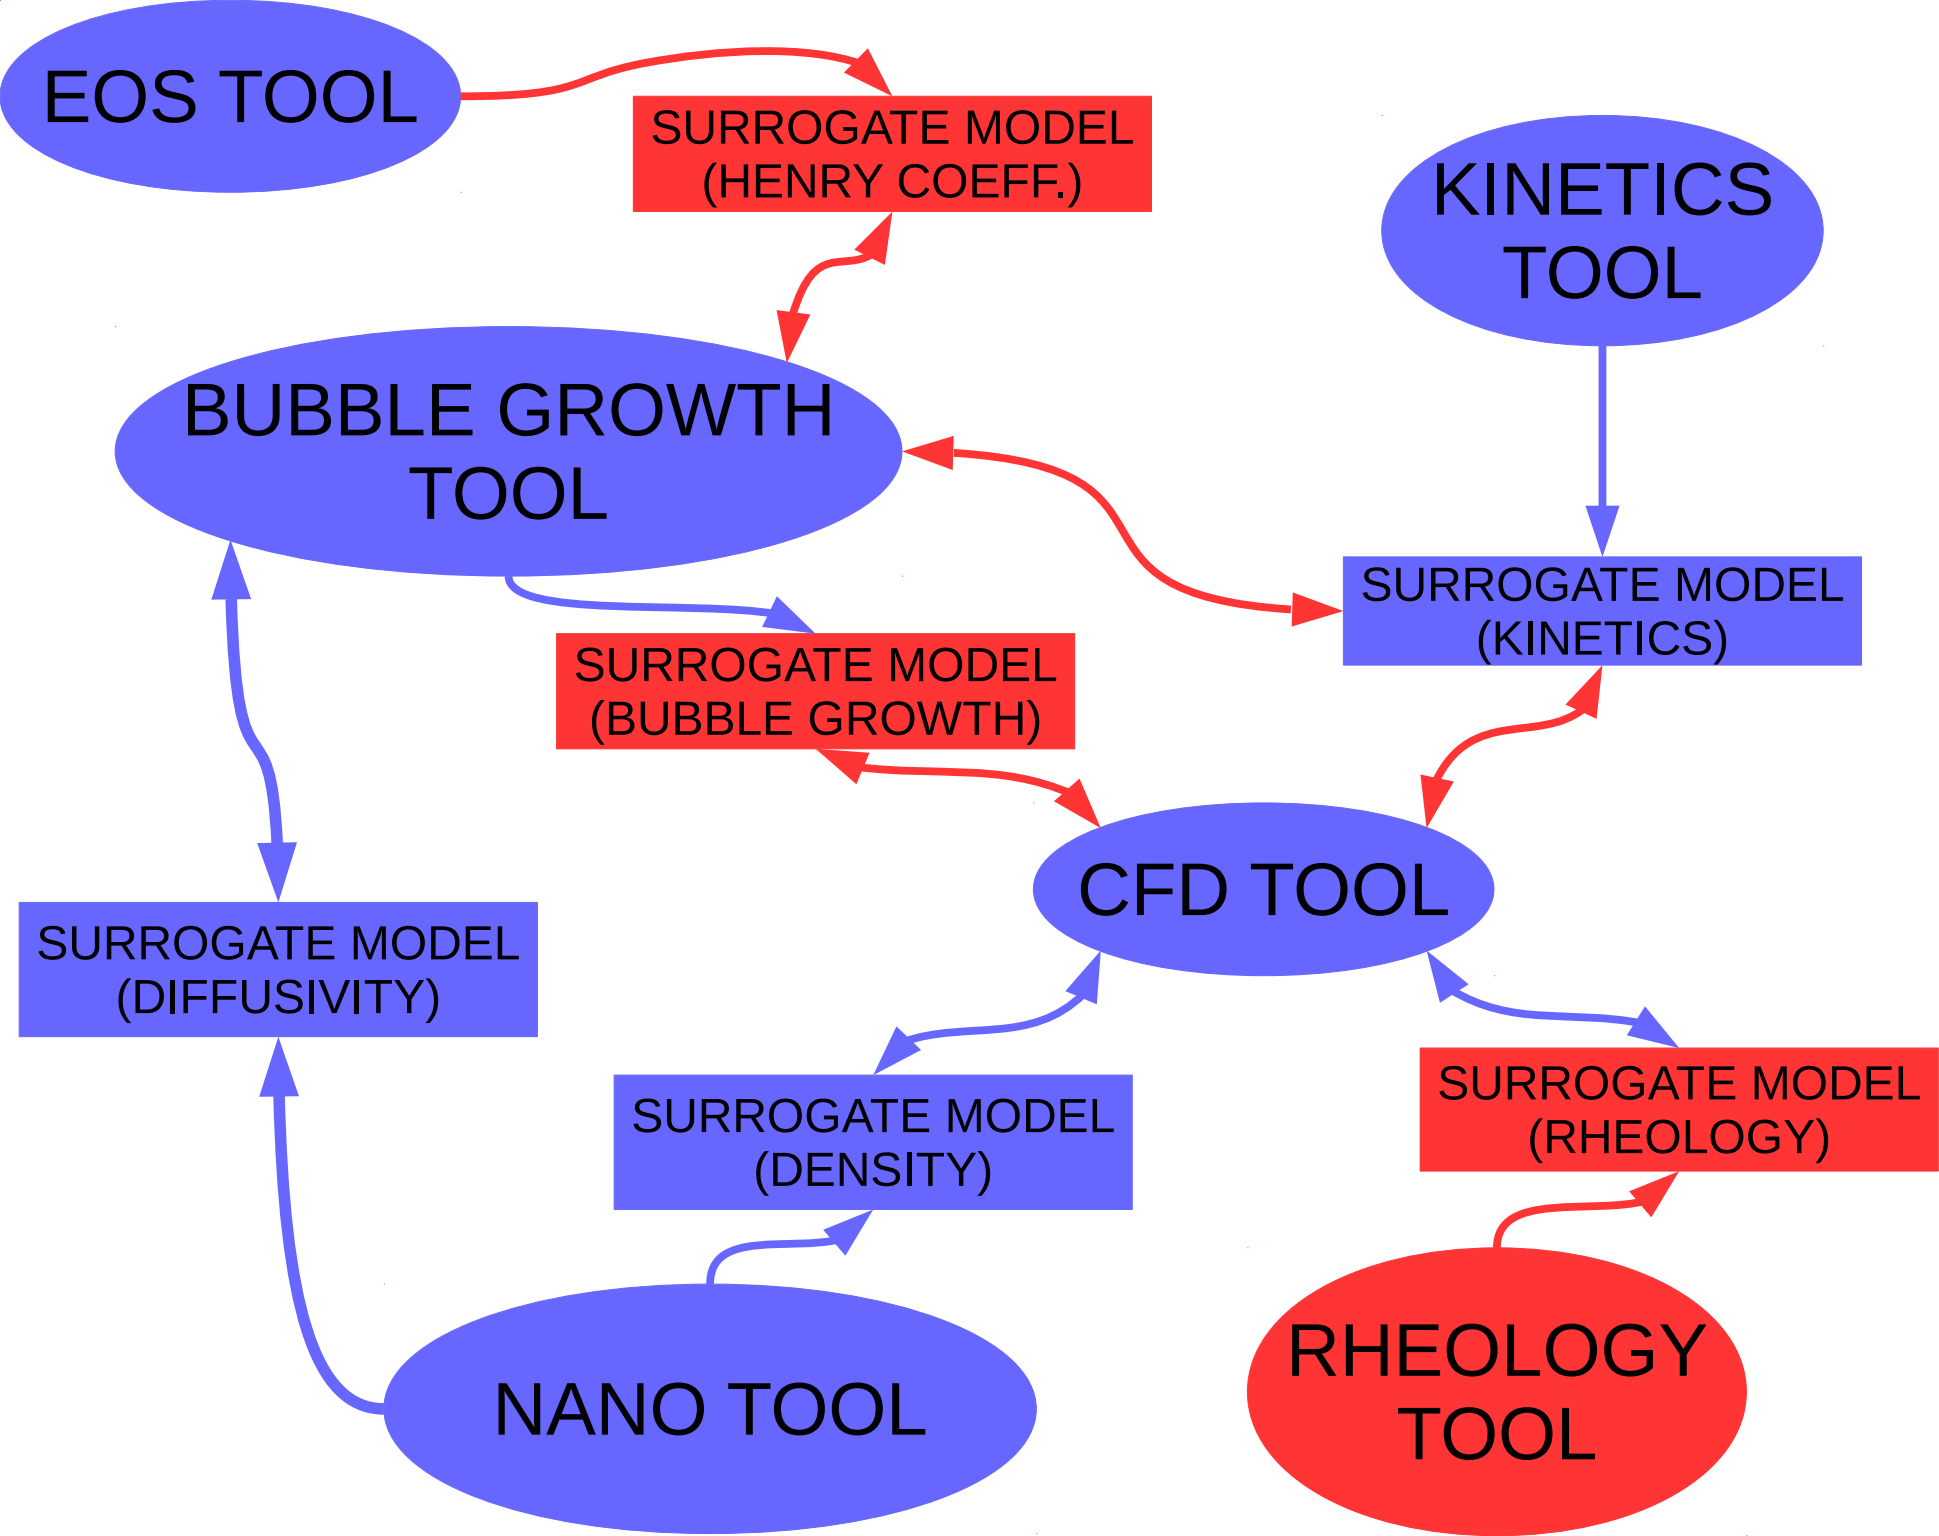 EOS TOOL
SURROGATE MODEL
(HENRY COEFF.)
KINETICS
TOOL
BUBBLE GROWTH
TOOL
SURROGATE MODEL
(KINETICS)
SURROGATE MODEL
(BUBBLE GROWTH)
CFD TOOL
SURROGATE MODEL
(DIFFUSIVITY)
SURROGATE MODEL
(DENSITY)
SURROGATE MODEL
(RHEOLOGY)
NANO TOOL
RHEOLOGY
TOOL